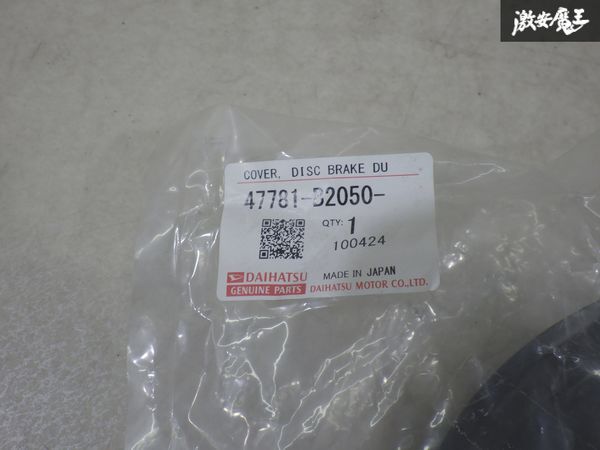 激安魔王
COVER, DISC BRAKE DU
47781-B2050-
QTY: 1
100424
DAIHATSU
GENUINE PARTS
MADE IN JAPAN
DAIHATSU MOTOR CO.,LTD.